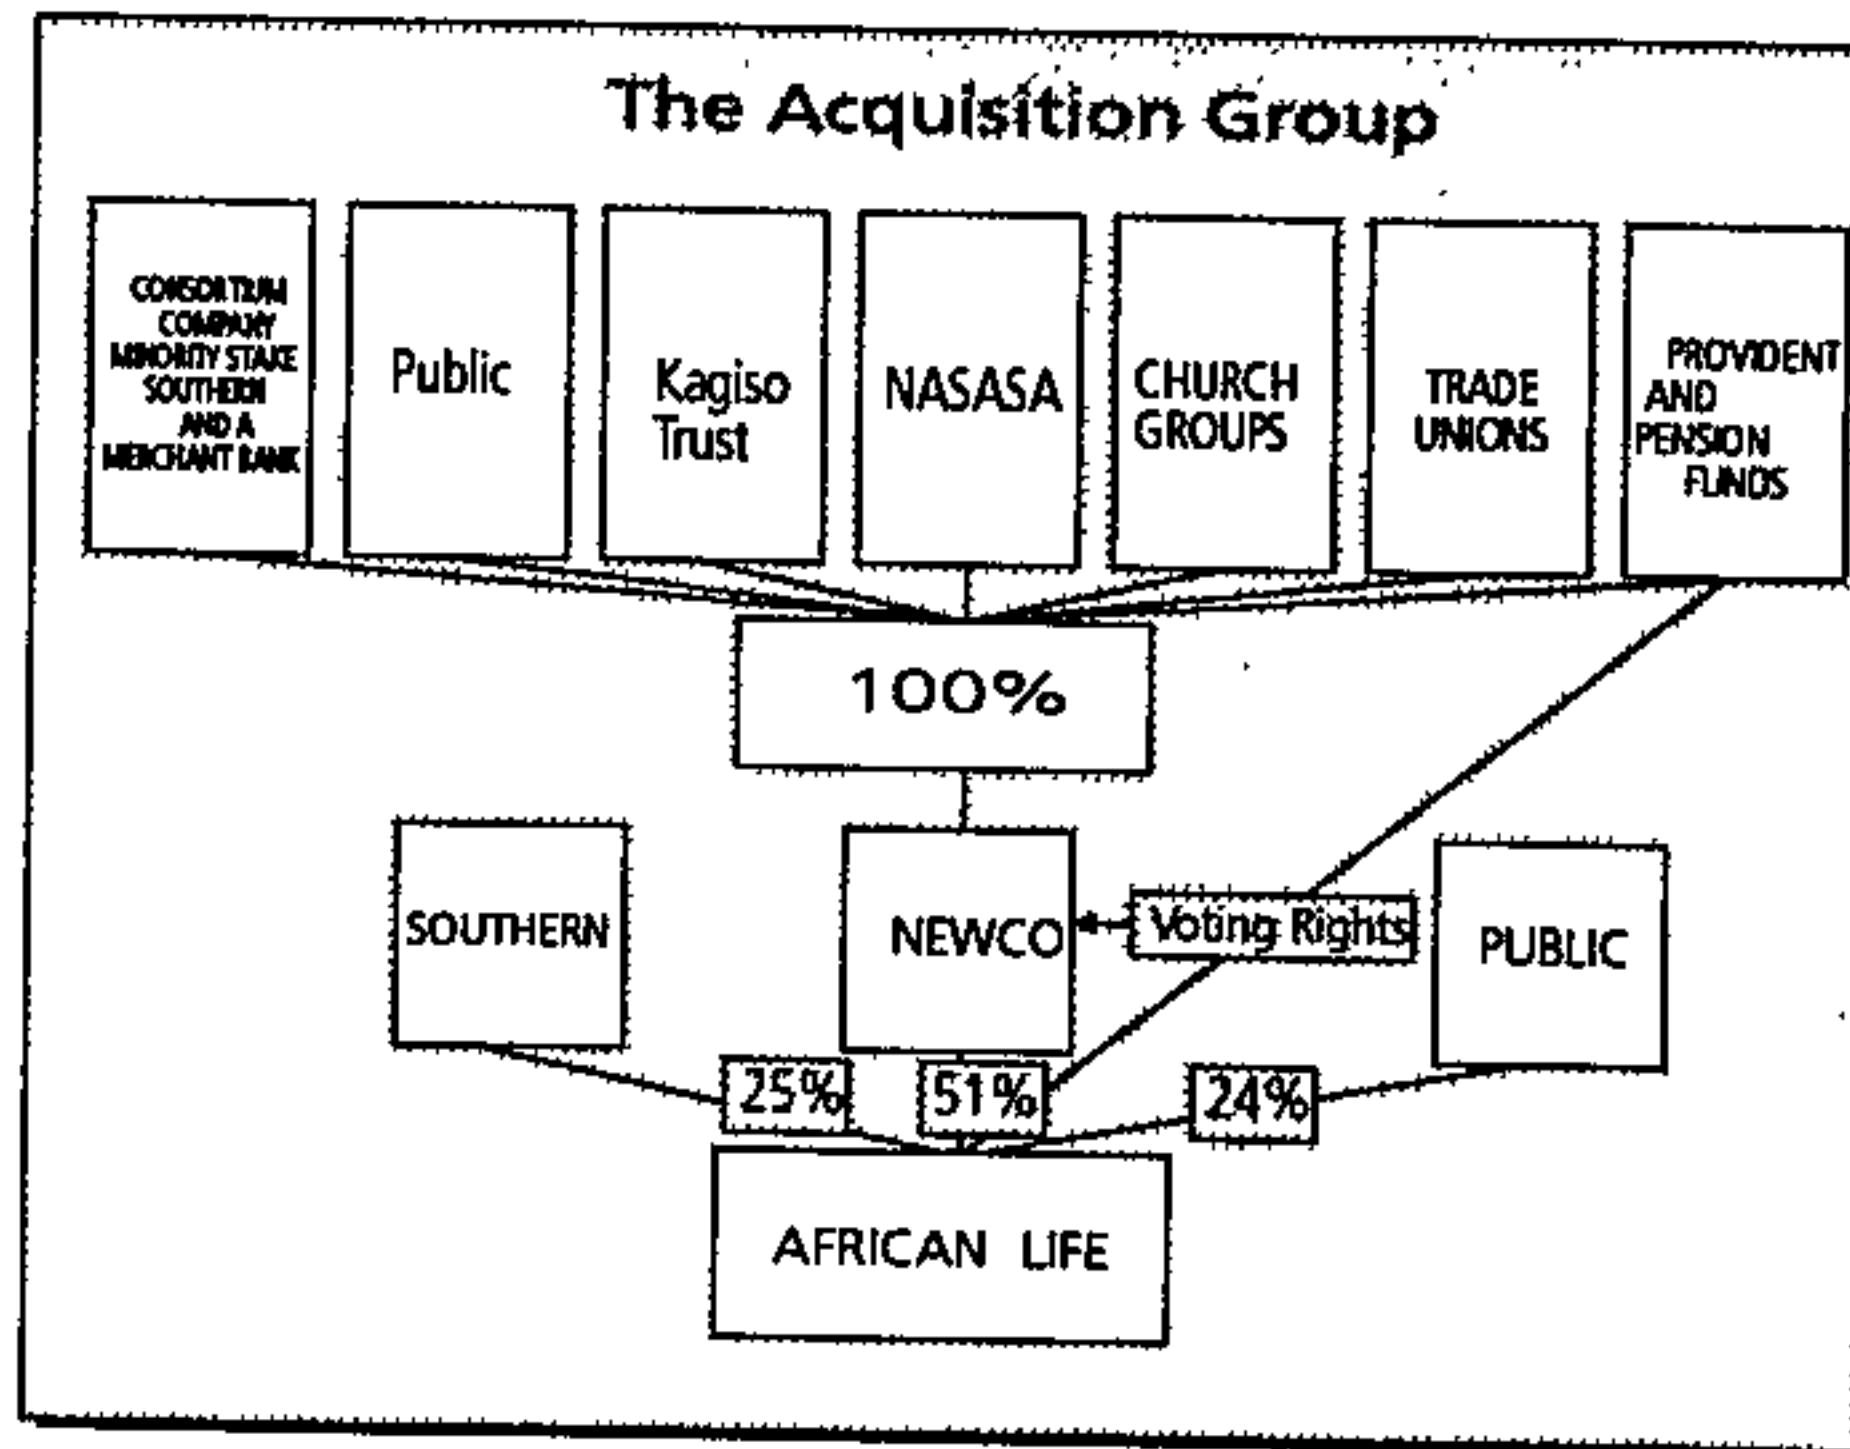 The Acquisition Group
CONSORTIUM
COMPANY
MINORITY STAKE
SOUTHERN
AND A
MERCHANT BANK
Public
Kagiso
Trust
NASASA
CHURCH
GROUPS
TRADE
UNIONS
PROVIDENT
AND
PENSION
FUNDS
100%
SOUTHERN
NEWCO
Voting Rights
PUBLIC
25%
51%
24%
AFRICAN LIFE